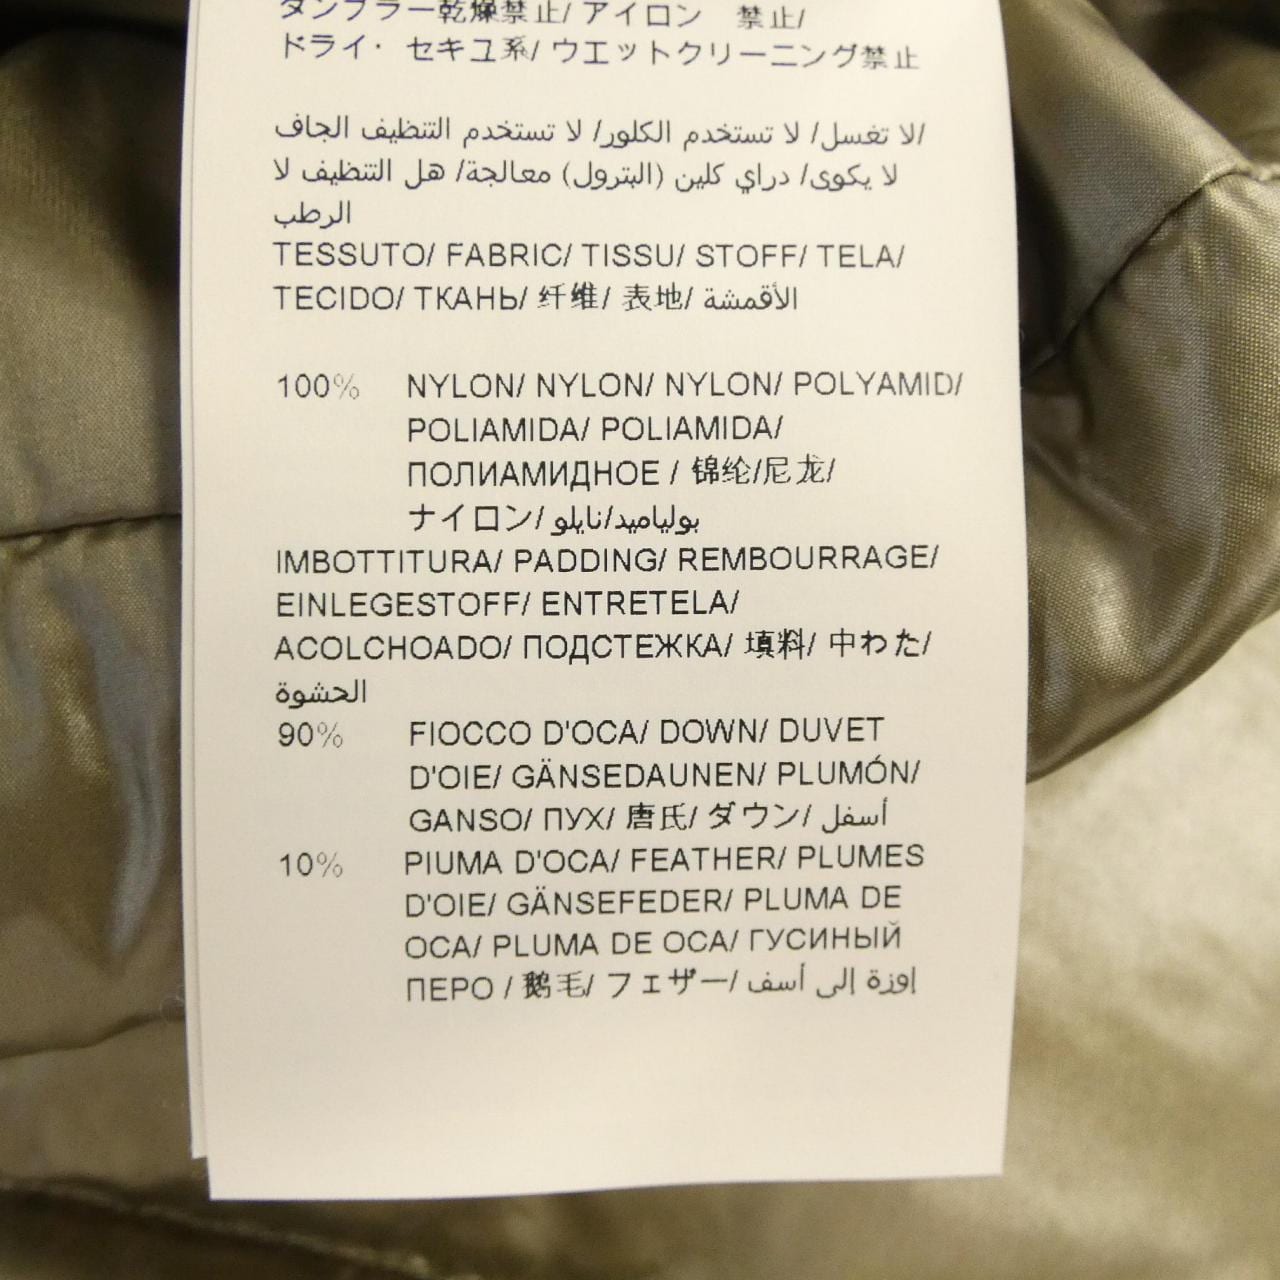 タンブラー乾燥禁止/ アイロン　禁止/
ドライ・ セキユ系/ ウエットクリーニング禁止
لا تغسل/ لا تستخدم الكلور/ لا تستخدم التنظيف الجاف/
لا يكوى/ دراي كلين (البترول) معالجة/ هل التنظيف لا
الرطب
TESSUTO/ FABRIC/ TISSU/ STOFF/ TELA/
TECIDO/ ТКАНЬ/ 纤维/ 表地/ الأقمشة
100% NYLON/ NYLON/ NYLON/ POLYAMID/
POLIAMIDA/ POLIAMIDA/
ПОЛИАМИДНОЕ / 锦纶/尼龙/
ナイロン/ بولياميد/نايلو
IMBOTTITURA/ PADDING/ REMBOURRAGE/
EINLEGESTOFF/ ENTRETELA/
ACOLCHOADO/ ПОДСТЕЖКА/ 填料/ 中わた/
الحشوة
90% FIOCCO D'OCA/ DOWN/ DUVET
D'OIE/ GÄNSEDAUNEN/ PLUMÓN/
GANSO/ ПУХ/ 唐氏/ ダウン/ أسفل
10% PIUMA D'OCA/ FEATHER/ PLUMES
D'OIE/ GÄNSEFEDER/ PLUMA DE
OCA/ PLUMA DE OCA/ ГУСИНЫЙ
ПЕРО / 鹅毛/ フェザー/ إوزة إلى أسف